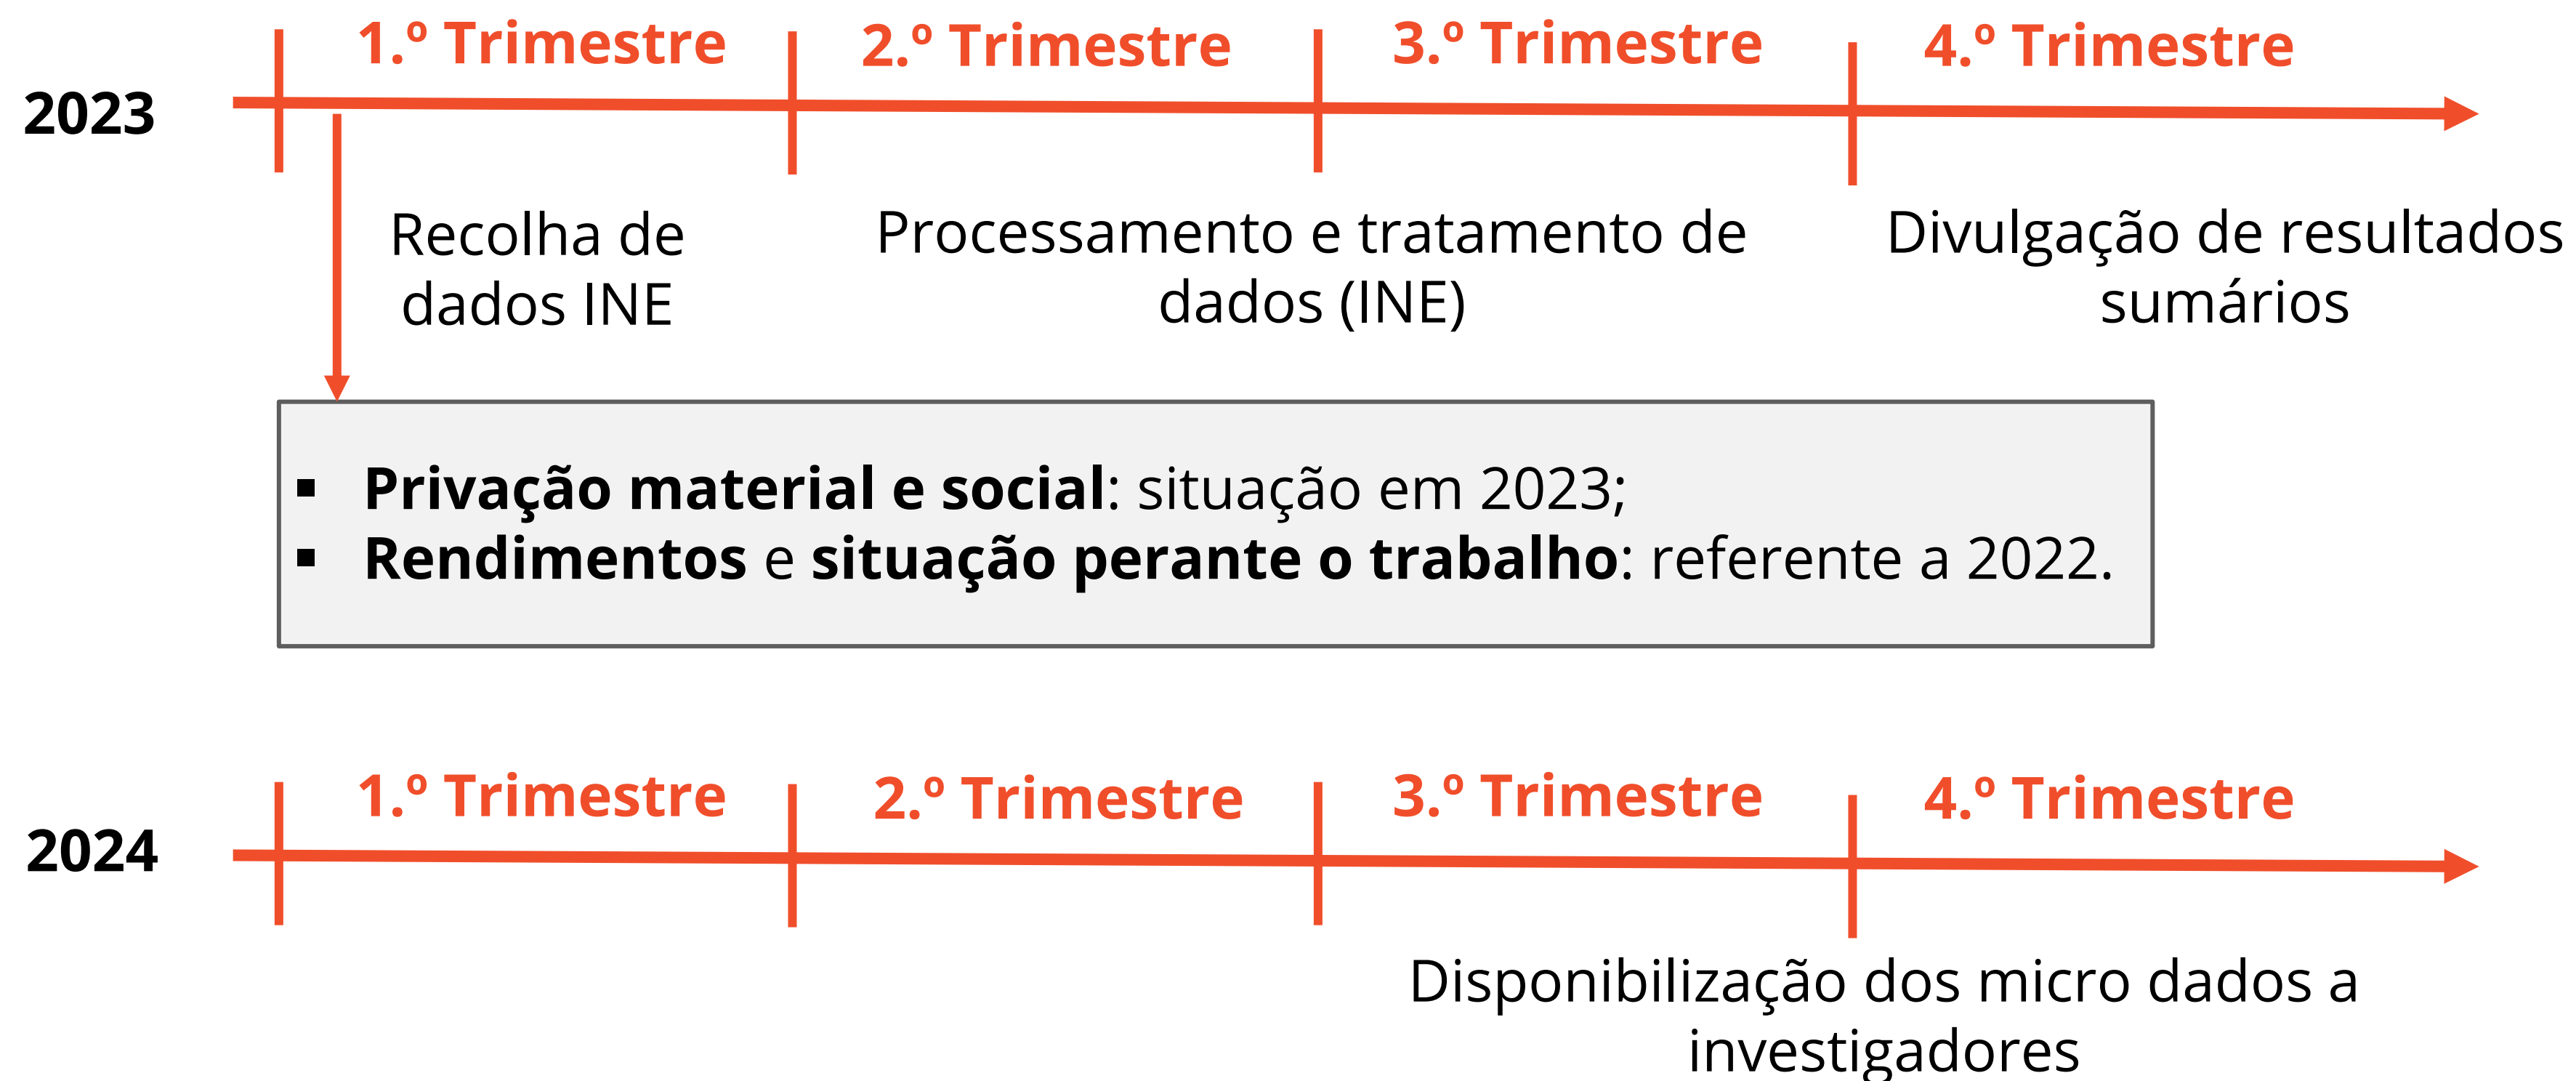 2023
1.º Trimestre
2.º Trimestre
3.º Trimestre
4.º Trimestre
Recolha de
dados INE
Processamento e tratamento de
dados (INE)
Divulgação de resultados
sumários
▪ Privação material e social: situação em 2023;
▪ Rendimentos e situação perante o trabalho: referente a 2022.
2024
1.º Trimestre
2.º Trimestre
3.º Trimestre
4.º Trimestre
Disponibilização dos micro dados a
investigadores